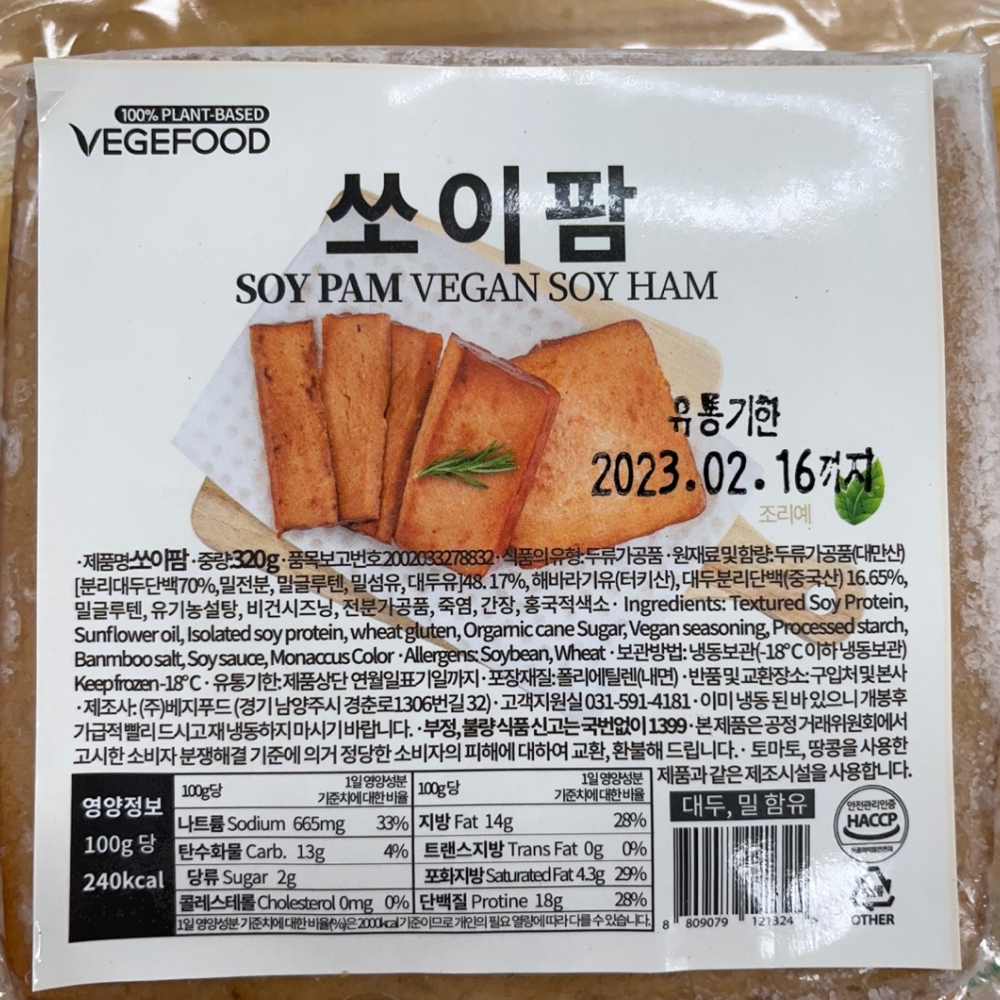 100% PLANT-BASED
VEGEFOOD
쏘이팜
SOY PAM VEGAN SOY HAM
유통기한
2023.02.16까지
조리예
·제품명:쏘이팜 ·중량:320g ·품목보고번호:2002033278832 ·식품의 유형:두류가공품 ·원재료 및 함량:두류가공품(대만산)
[분리대두단백70%, 밀전분, 밀글루텐, 밀섬유, 대두유]48. 17%, 해바라기유(터키산), 대두분리단백(중국산) 16.65%,
밀글루텐, 유기농설탕, 비건시즈닝, 전분가공품, 죽염, 간장, 홍국적색소· Ingredients: Textured Soy Protein,
Sunflower oil, Isolated soy protein, wheat gluten, Orgarnic cane Sugar, Vegan seasoning, Processed starch,
Banmboo salt, Soy sauce, Monaccus Color ·Allergens: Soybean, Wheat ·보관방법: 냉동보관(-18°C 이하 냉동보관)
Keep frozen -18°C ·유통기한:제품상단 연월일표기일까지 ·포장재질:폴리에틸렌(내면) ·반품 및 교환장소:구입처 및 본사
·제조사: (주)베지푸드 (경기 남양주시 경춘로1306번길 32) ·고객지원실 031-591-4181 ·이미 냉동 된 바 있으니 개봉후
가급적 빨리 드시고 재 냉동하지 마시기 바랍니다. ·부정, 불량 식품 신고는 국번없이 1399 ·본 제품은 공정 거래위원회에서
고시한 소비자 분쟁해결 기준에 의거 정당한 소비자의 피해에 대하여 교환, 환불해 드립니다.· 토마토, 땅콩을 사용한
제품과 같은 제조시설을 사용합니다.
영양정보
100g 당
240kcal
100g당 1일 영양성분 기준치에 대한 비율
100g당 1일 영양성분 기준치에 대한 비율
나트륨 Sodium 665mg 33%
지방 Fat 14g 28%
탄수화물 Carb. 13g 4%
트랜스지방 Trans Fat 0g 0%
당류 Sugar 2g
포화지방 Saturated Fat 4.3g 29%
콜레스테롤 Cholesterol 0mg 0%
단백질 Protine 18g 28%
1일 영양성분 기준치에 대한 비율(%)은 2000kcal 기준이므로 개인의 필요 열량에 따라 다를 수 있습니다.
대두, 밀 함유
8 809079 121324
안전관리인증
HACCP
식품의약품안전처
OTHER